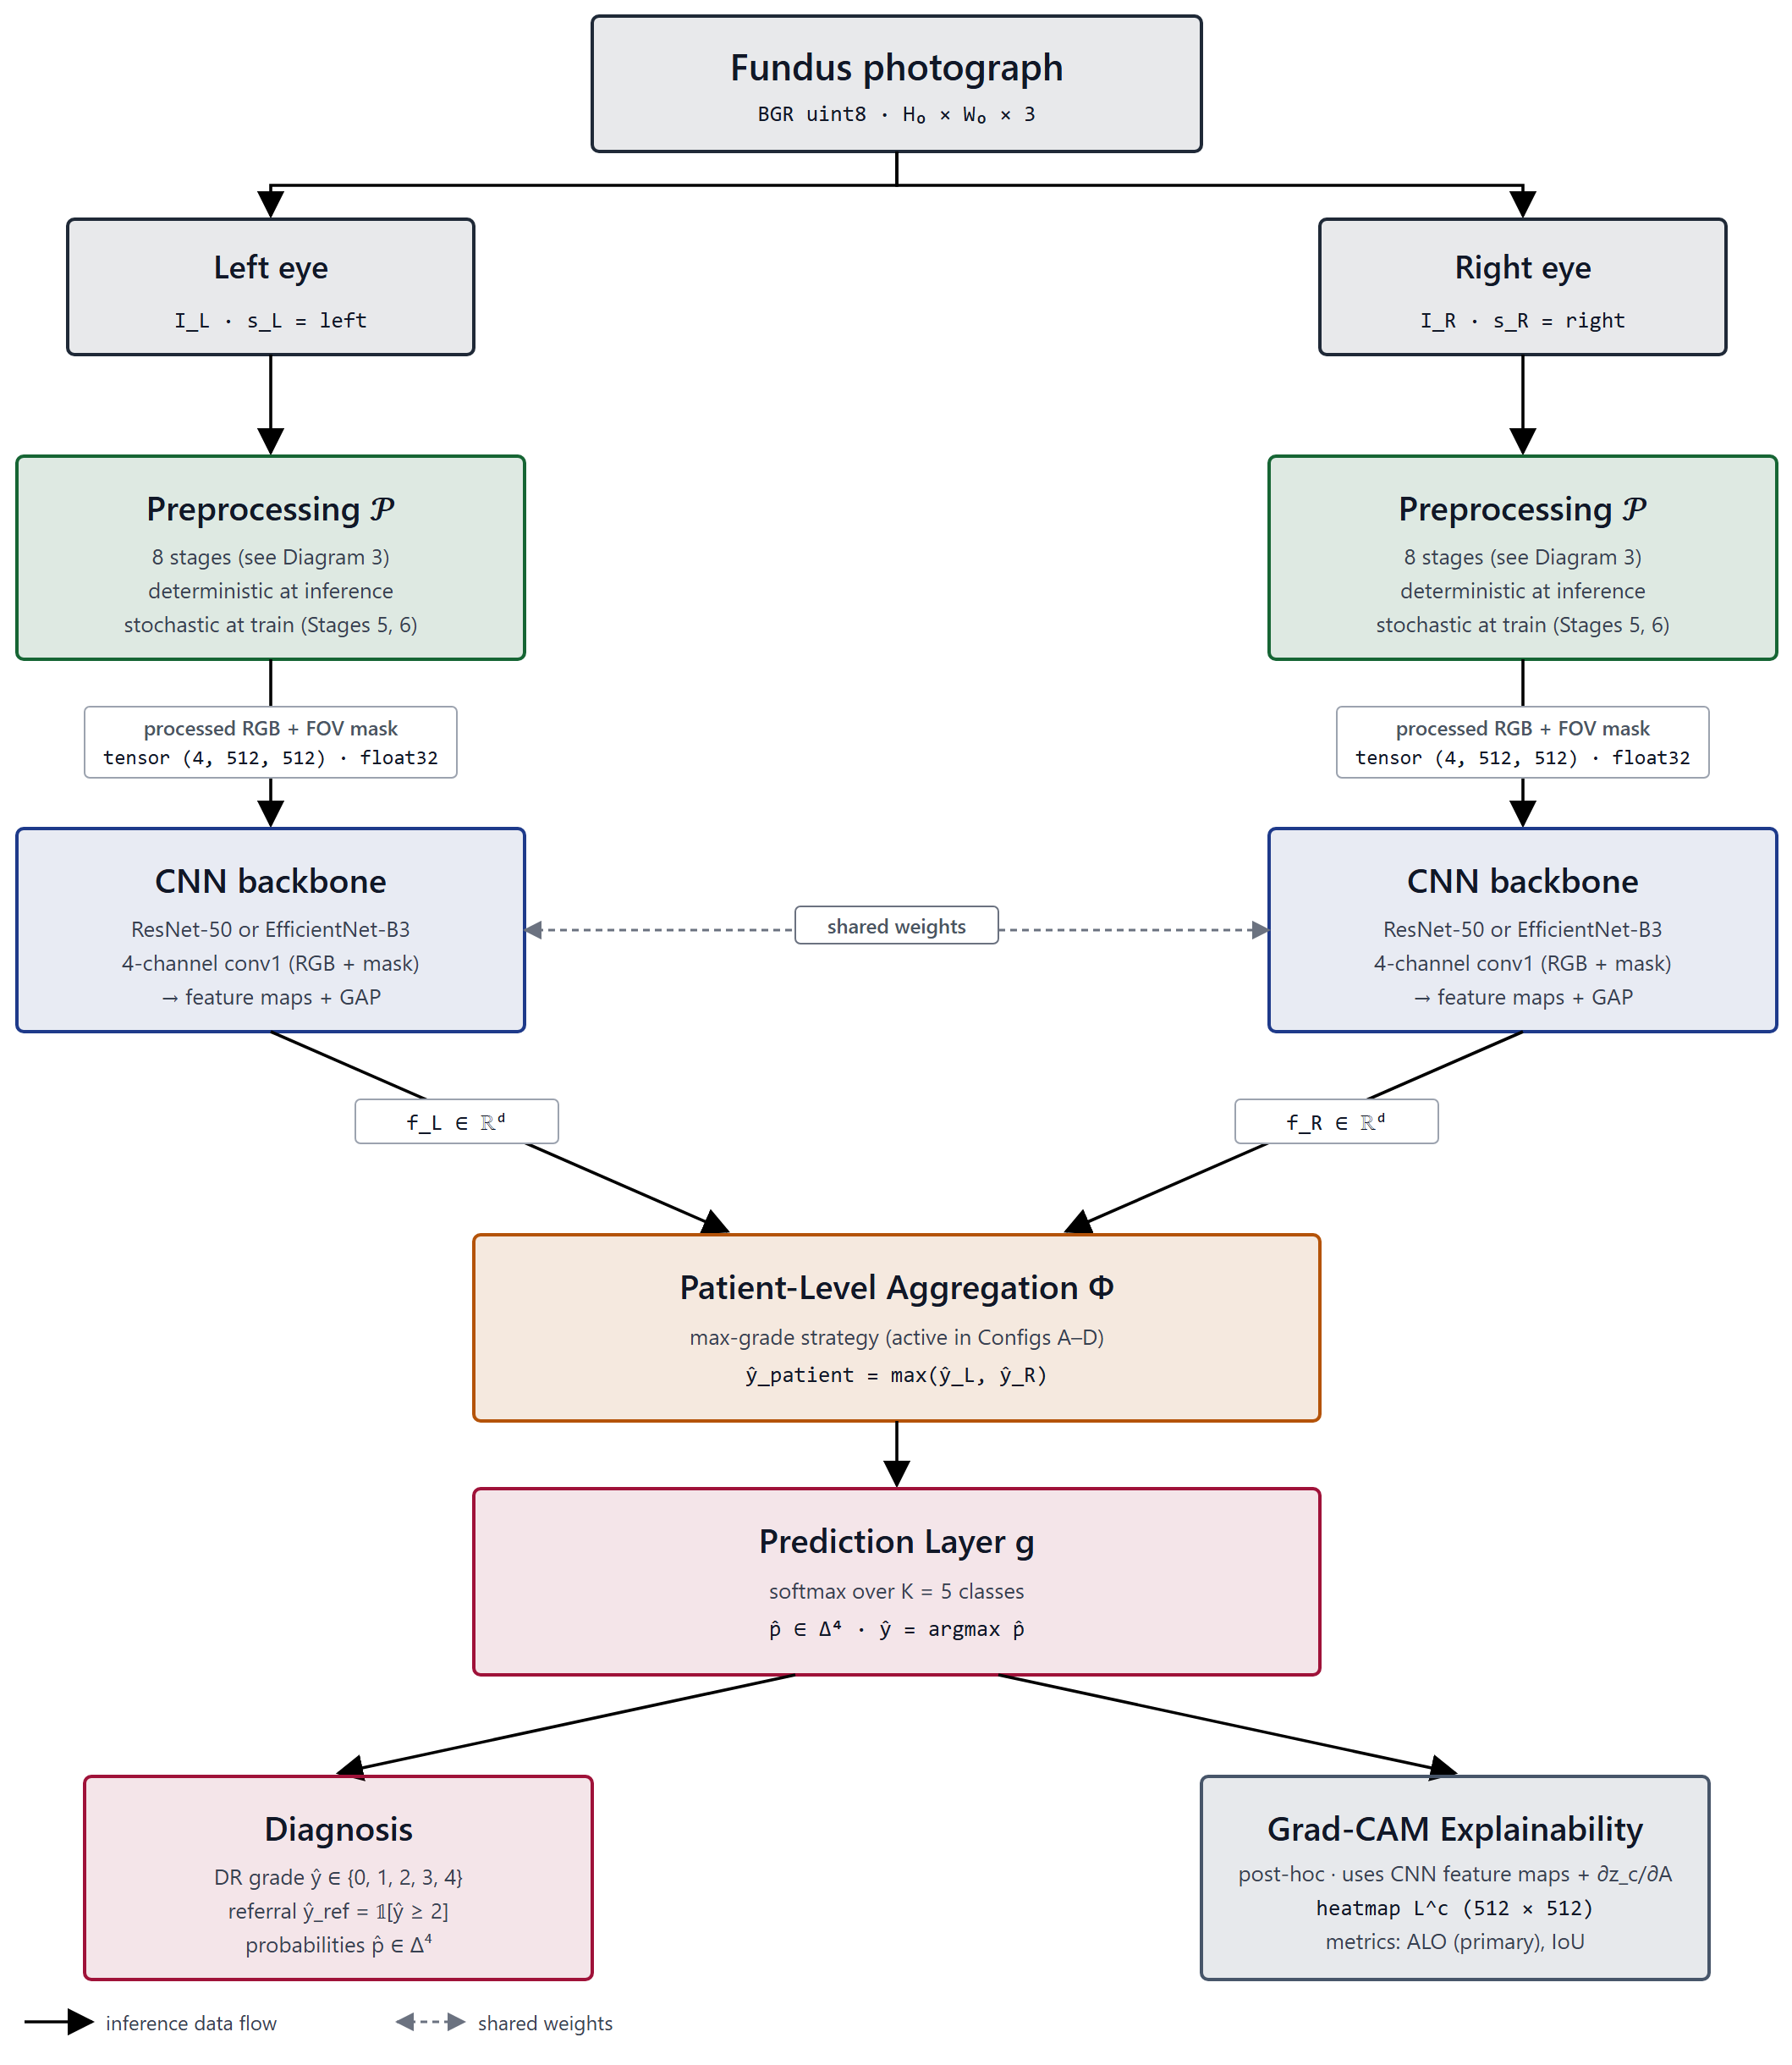 Fundus photograph
BGR uint8 · H₀ × W₀ × 3
Left eye
I_L · s_L = left
Right eye
I_R · s_R = right
Preprocessing 𝒫
8 stages (see Diagram 3)
deterministic at inference
stochastic at train (Stages 5, 6)
Preprocessing 𝒫
8 stages (see Diagram 3)
deterministic at inference
stochastic at train (Stages 5, 6)
processed RGB + FOV mask
tensor (4, 512, 512) · float32
processed RGB + FOV mask
tensor (4, 512, 512) · float32
CNN backbone
ResNet-50 or EfficientNet-B3
4-channel conv1 (RGB + mask)
→ feature maps + GAP
shared weights
CNN backbone
ResNet-50 or EfficientNet-B3
4-channel conv1 (RGB + mask)
→ feature maps + GAP
f_L ∈ ℝᵈ
f_R ∈ ℝᵈ
Patient-Level Aggregation Φ
max-grade strategy (active in Configs A–D)
ŷ_patient = max(ŷ_L, ŷ_R)
Prediction Layer g
softmax over K = 5 classes
p̂ ∈ Δ⁴ · ŷ = argmax p̂
Diagnosis
DR grade ŷ ∈ {0, 1, 2, 3, 4}
referral ŷ_ref = 𝟙[ŷ ≥ 2]
probabilities p̂ ∈ Δ⁴
Grad-CAM Explainability
post-hoc · uses CNN feature maps + ∂z_c/∂A
heatmap L^c (512 × 512)
metrics: ALO (primary), IoU
inference data flow
shared weights